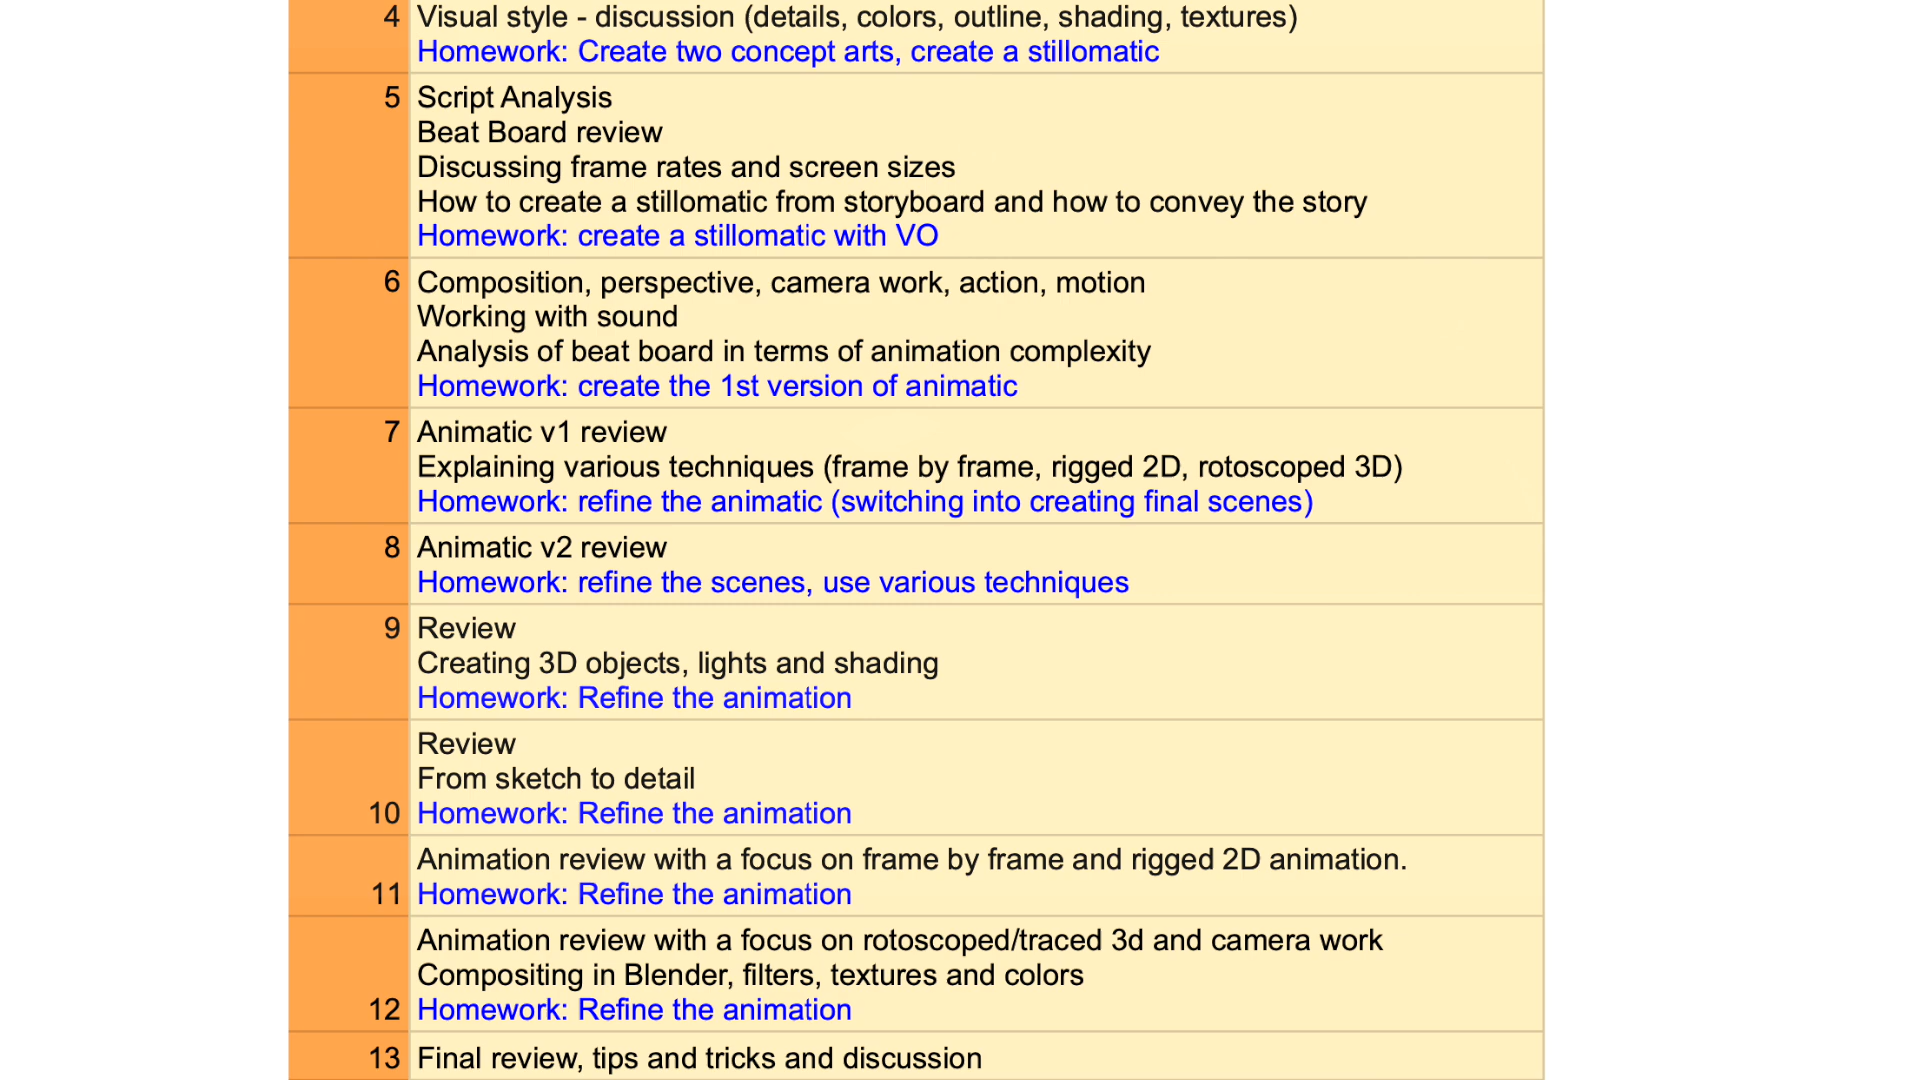 4 Visual style - discussion (details, colors, outline, shading, textures)
Homework: Create two concept arts, create a stillomatic
5 Script Analysis
Beat Board review
Discussing frame rates and screen sizes
How to create a stillomatic from storyboard and how to convey the story
Homework: create a stillomatic with VO
6 Composition, perspective, camera work, action, motion
Working with sound
Analysis of beat board in terms of animation complexity
Homework: create the 1st version of animatic
7 Animatic v1 review
Explaining various techniques (frame by frame, rigged 2D, rotoscoped 3D)
Homework: refine the animatic (switching into creating final scenes)
8 Animatic v2 review
Homework: refine the scenes, use various techniques
9 Review
Creating 3D objects, lights and shading
Homework: Refine the animation
Review
From sketch to detail
10 Homework: Refine the animation
Animation review with a focus on frame by frame and rigged 2D animation.
11 Homework: Refine the animation
Animation review with a focus on rotoscoped/traced 3d and camera work
Compositing in Blender, filters, textures and colors
12 Homework: Refine the animation
13 Final review, tips and tricks and discussion